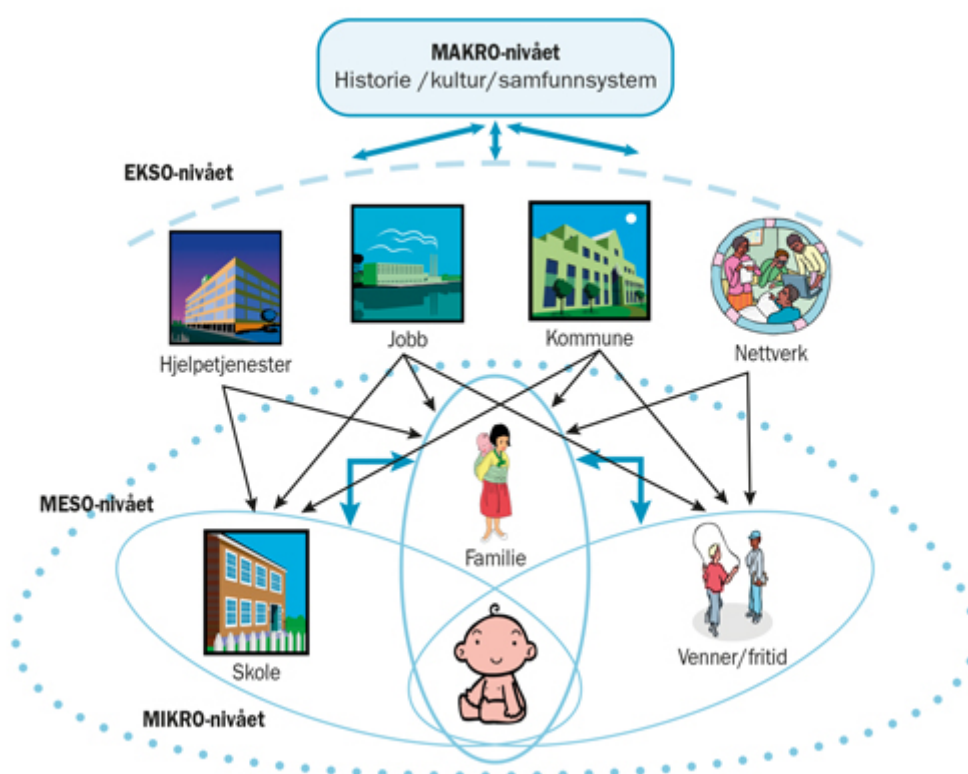 MAKRO-nivået
Historie /kultur/samfunnsystem
EKSO-nivået
Hjelpetjenester
Jobb
Kommune
Nettverk
MESO-nivået
Familie
Skole
Venner/fritid
MIKRO-nivået